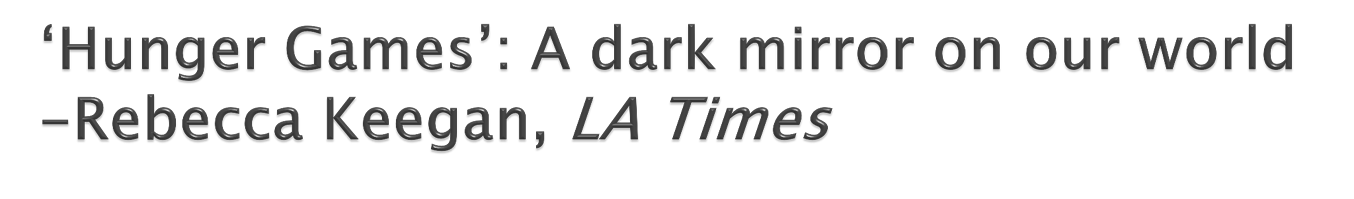 ‘Hunger Games’: A dark mirror on our world
–Rebecca Keegan, LA Times